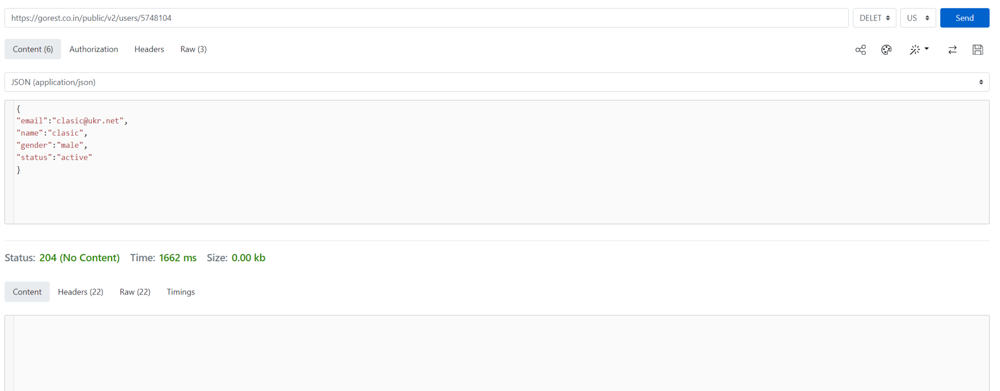 https://gorest.co.in/public/v2/users/5748104 DELET US Send
Content (6) Authorization Headers Raw (3)
JSON (application/json)
{
"email":"clasic@ukr.net",
"name":"clasic",
"gender":"male",
"status":"active"
}
Status: 204 (No Content) Time: 1662 ms Size: 0.00 kb
Content Headers (22) Raw (22) Timings